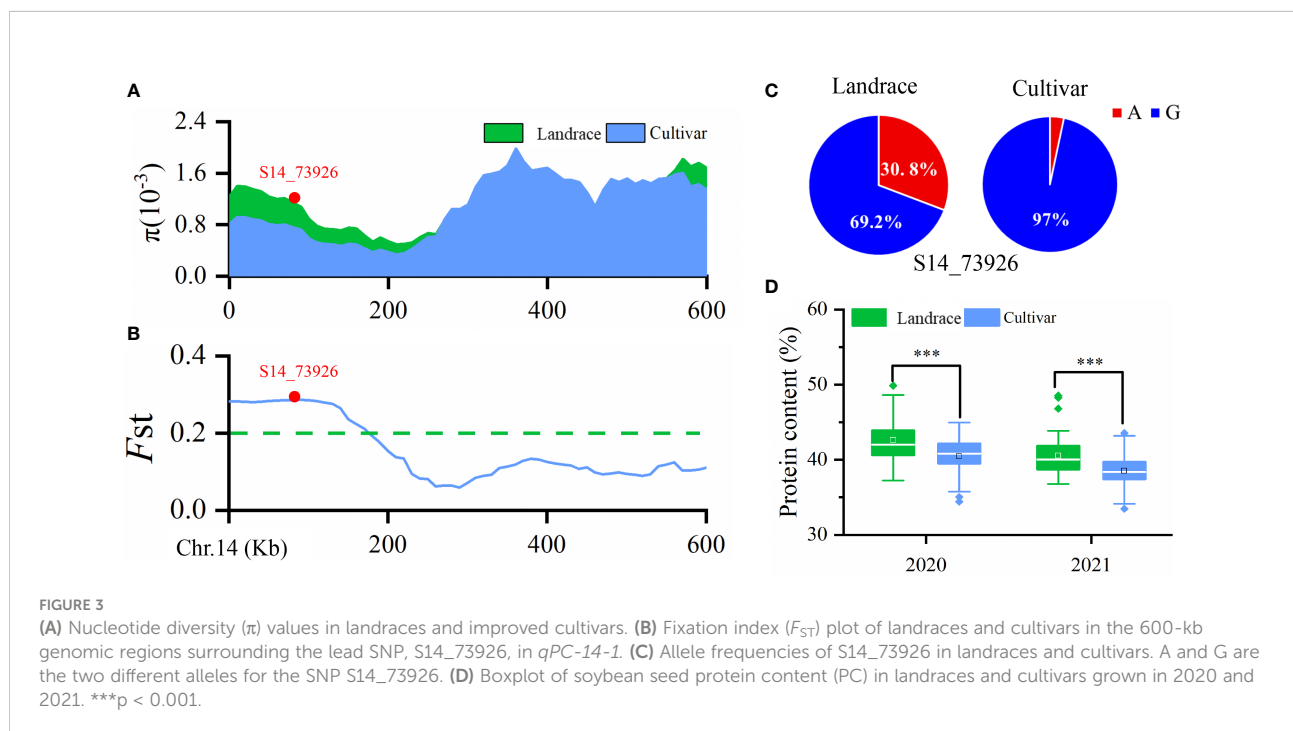 A
2.4
1.6
0.8
0.0
π(10⁻³)
Landrace
Cultivar
S14_73926
0
200
400
600
B
0.4
0.2
0.0
Fst
S14_73926
Chr.14 (Kb)
200
400
600
C
Landrace
Cultivar
A
G
30. 8%
69.2%
97%
S14_73926
D
60
50
40
30
Protein content (%)
Landrace
Cultivar
***
***
2020
2021
FIGURE 3
(A) Nucleotide diversity (π) values in landraces and improved cultivars. (B) Fixation index (FST) plot of landraces and cultivars in the 600-kb
genomic regions surrounding the lead SNP, S14_73926, in qPC-14-1. (C) Allele frequencies of S14_73926 in landraces and cultivars. A and G are
the two different alleles for the SNP S14_73926. (D) Boxplot of soybean seed protein content (PC) in landraces and cultivars grown in 2020 and
2021. ***p < 0.001.